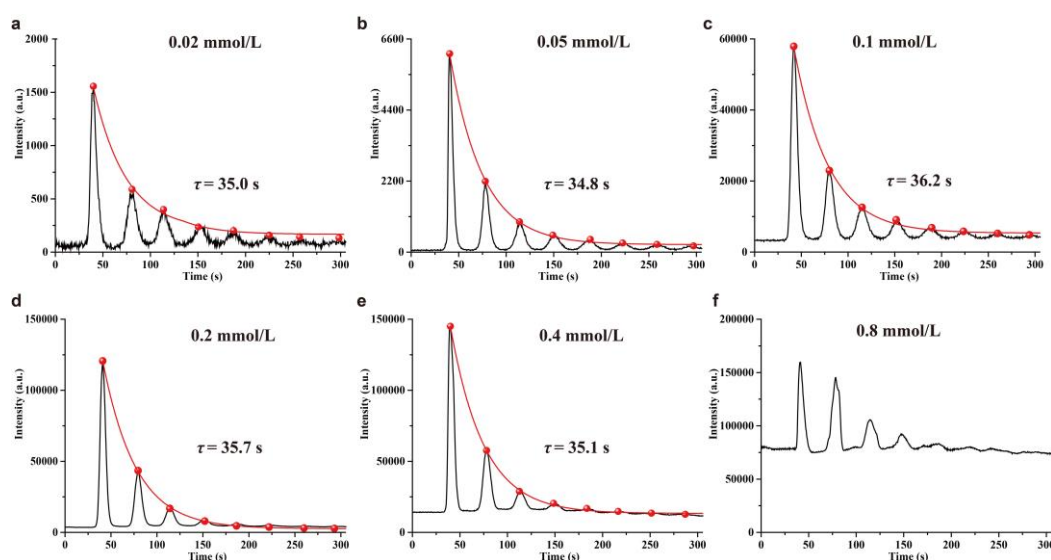 a
0.02 mmol/L
2000
1500
1000
500
0
Intensity (a.u.)
τ = 35.0 s
0 50 100 150 200 250 300
Time (s)
b
0.05 mmol/L
6600
4400
2200
0
Intensity (a.u.)
τ = 34.8 s
0 50 100 150 200 250 300
Time (s)
c
0.1 mmol/L
60000
40000
20000
0
Intensity (a.u.)
τ = 36.2 s
0 50 100 150 200 250 300
Time (s)
d
0.2 mmol/L
150000
100000
50000
0
Intensity (a.u.)
τ = 35.7 s
0 50 100 150 200 250 300
Time (s)
e
0.4 mmol/L
150000
100000
50000
0
Intensity (a.u.)
τ = 35.1 s
0 50 100 150 200 250 300
Time (s)
f
0.8 mmol/L
200000
150000
100000
50000
0
Intensity (a.u.)
0 50 100 150 200 250 300
Time (s)